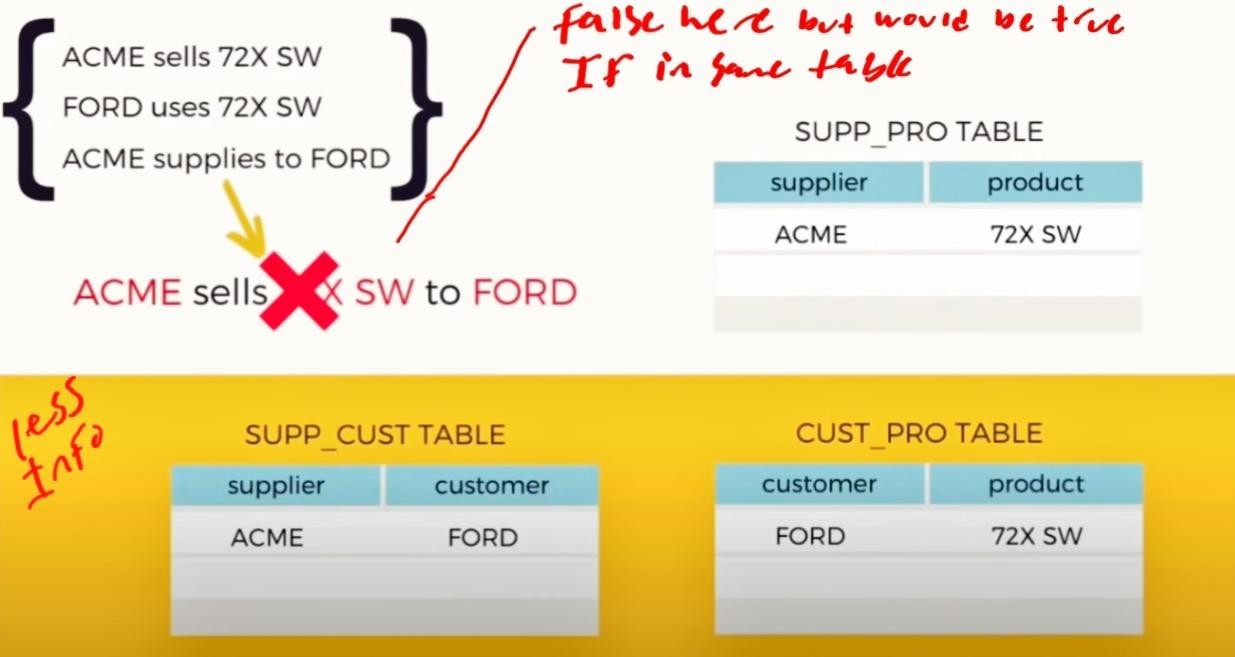 false here but would be true
If in same table
ACME sells 72X SW
FORD uses 72X SW
ACME supplies to FORD
ACME sells X SW to FORD
SUPP_PRO TABLE
supplier product
ACME 72X SW
less
Info
SUPP_CUST TABLE
supplier customer
ACME FORD
CUST_PRO TABLE
customer product
FORD 72X SW